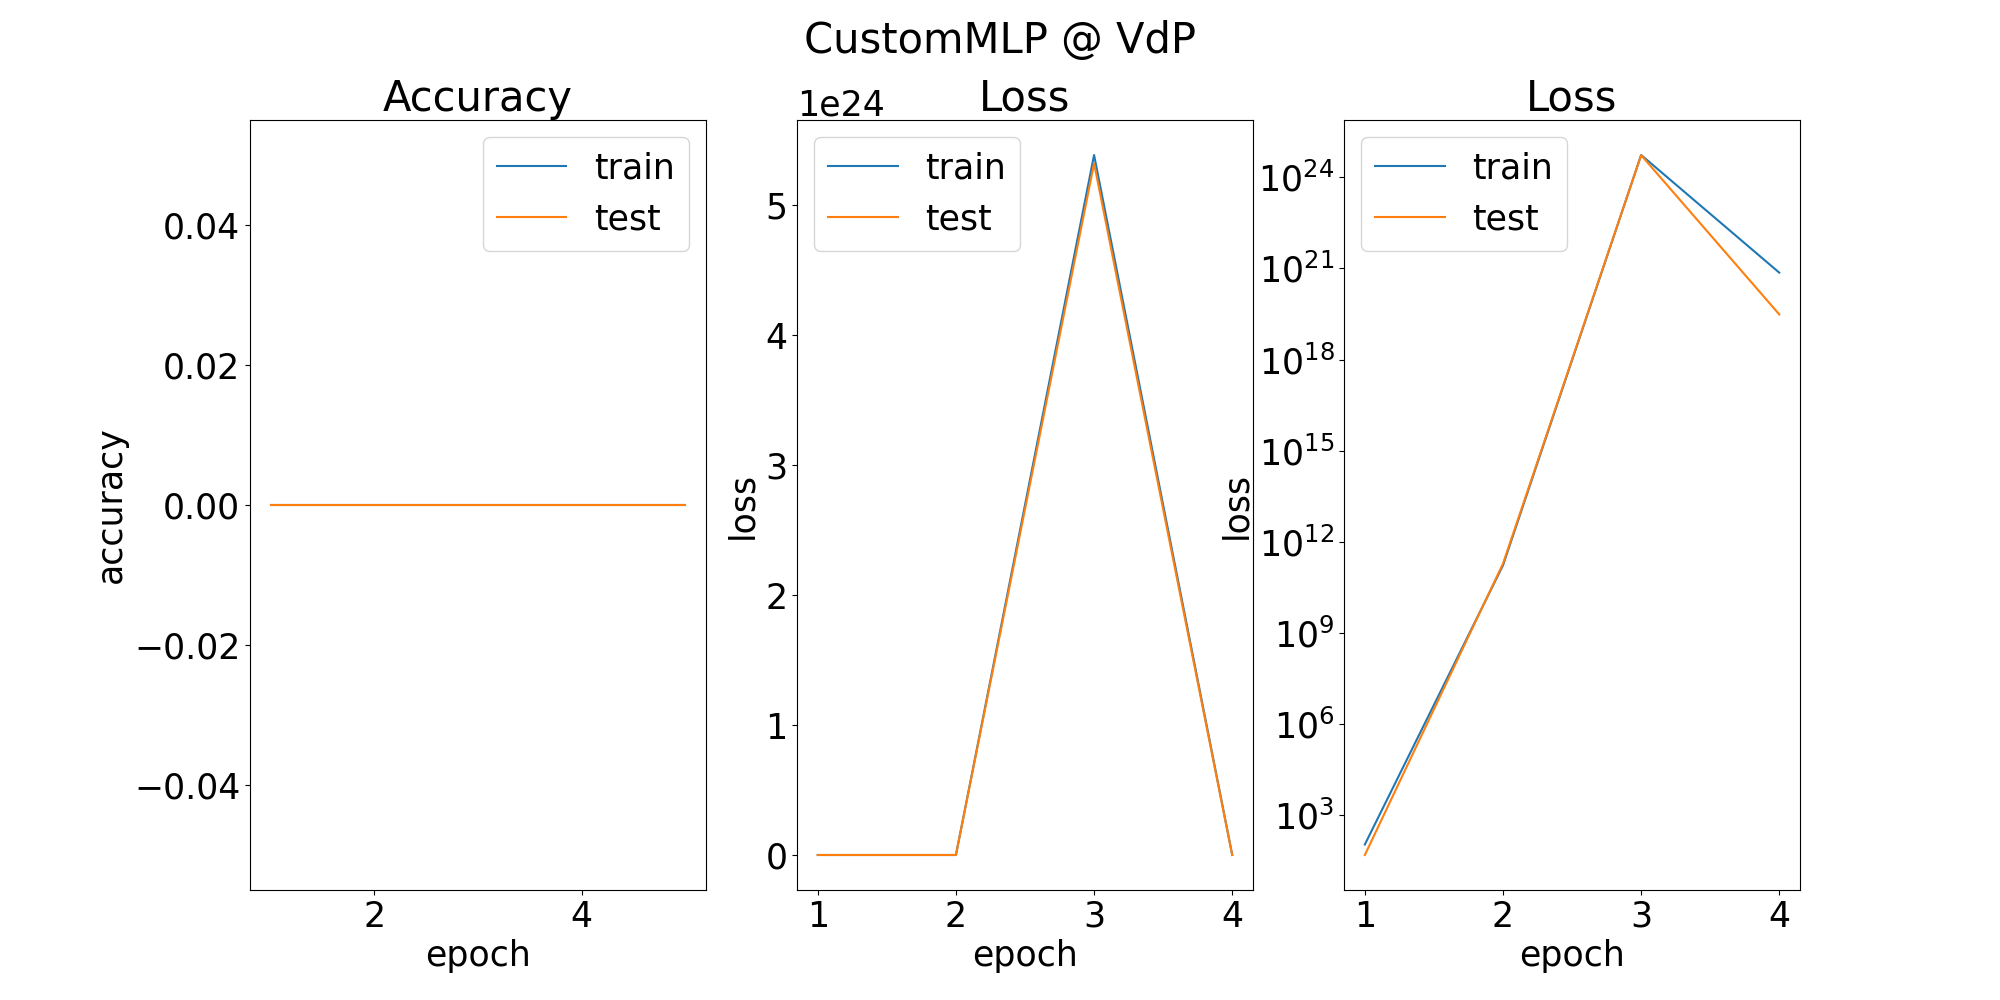 CustomMLP @ VdP
Accuracy
train
test
0.04
0.02
0.00
−0.02
−0.04
accuracy
2
4
epoch
Loss
1e24
train
test
5
4
3
2
1
0
loss
1
2
3
4
epoch
Loss
train
test
10^24
10^21
10^18
10^15
10^12
10^9
10^6
10^3
loss
1
2
3
4
epoch